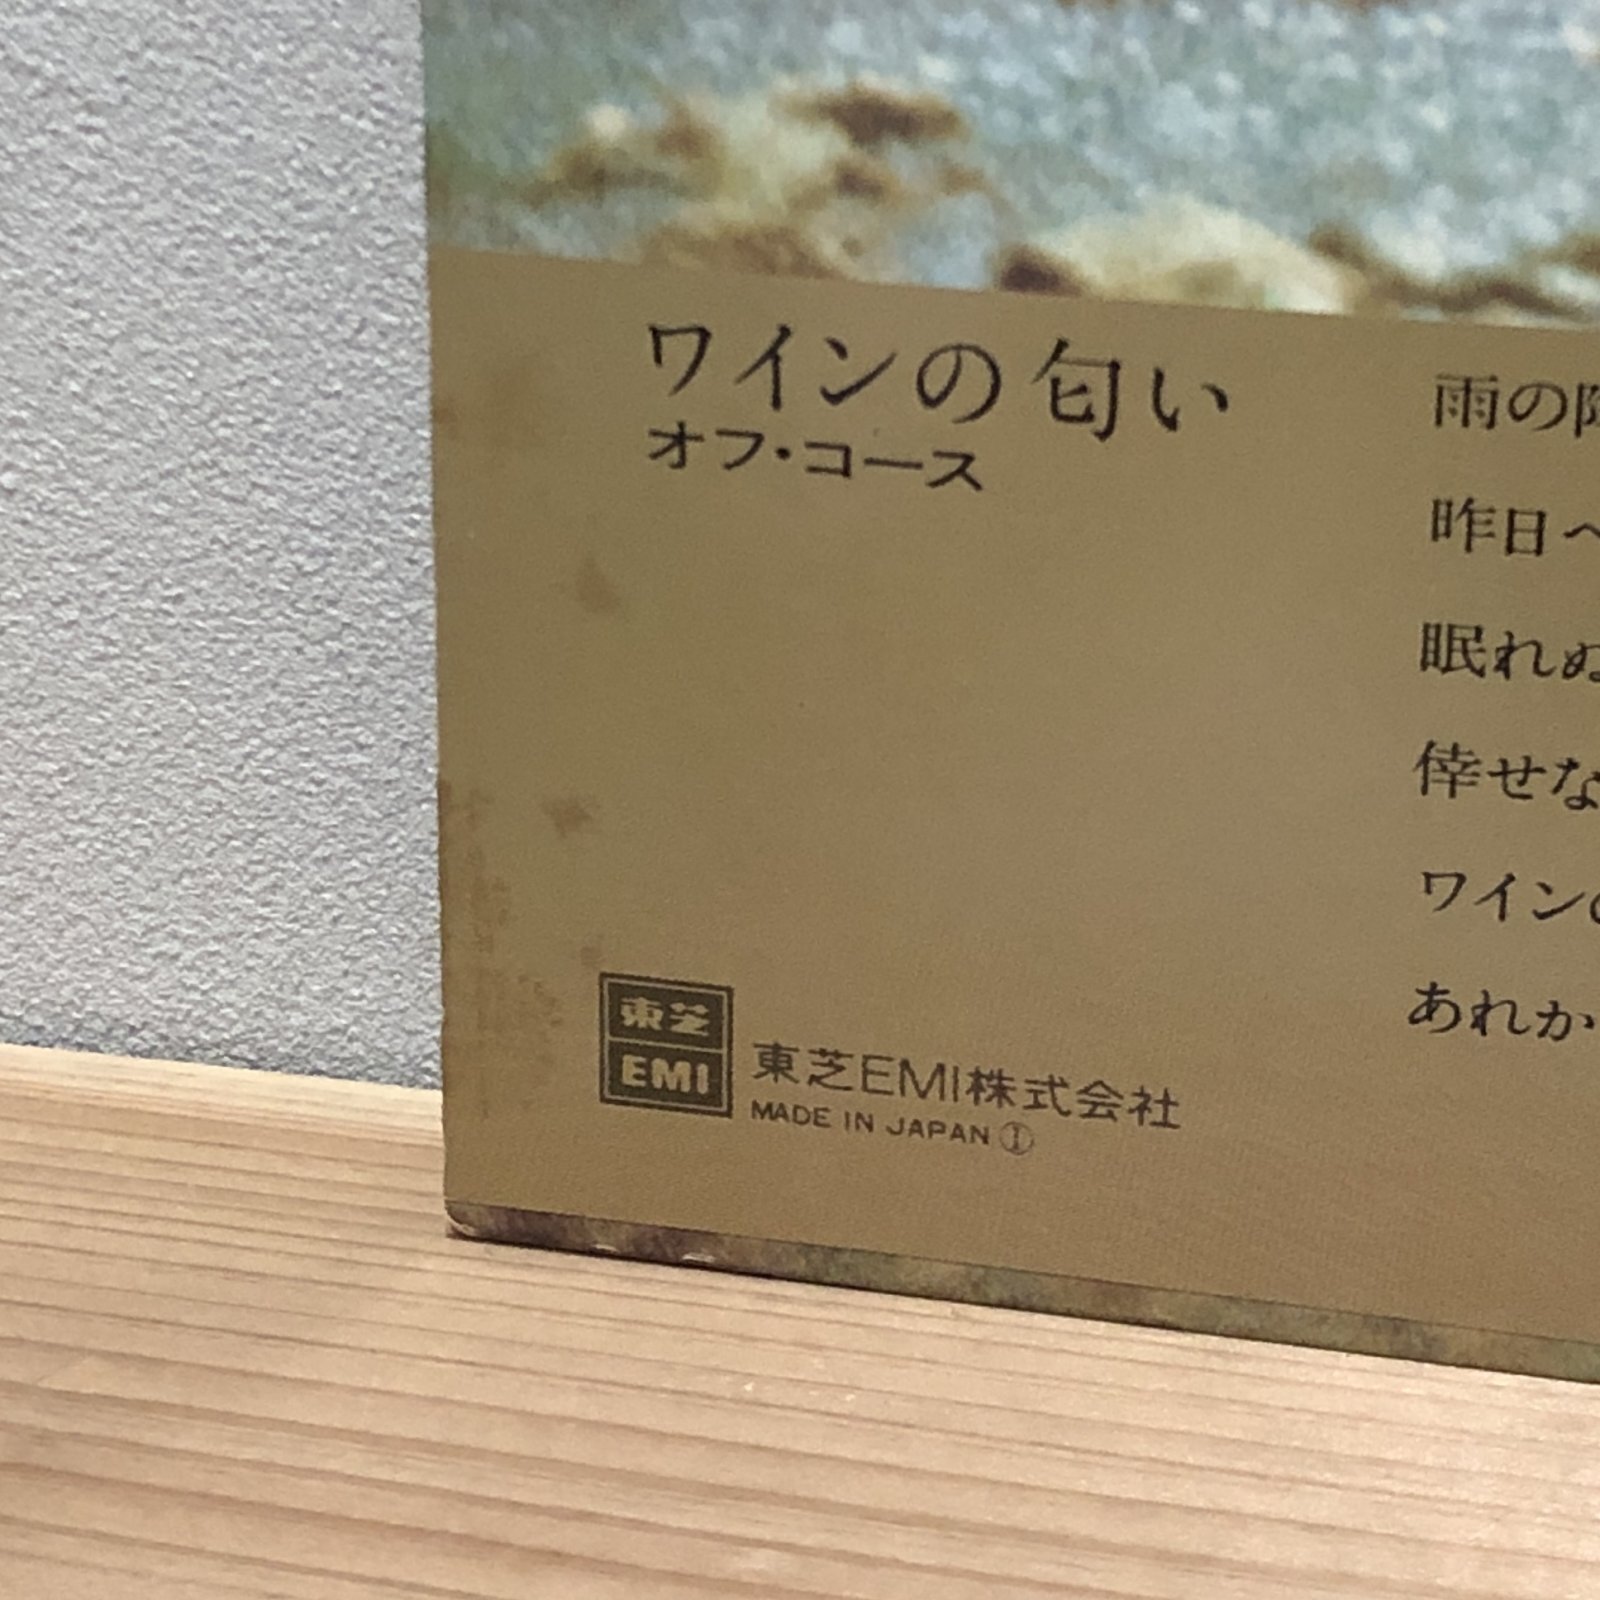 ワインの匂い
オフ・コース
雨の
昨日へ
眠れぬ
倖せな
ワイン
あれか
東芝
EMI
東芝EMI株式会社
MADE IN JAPAN Ⓘ